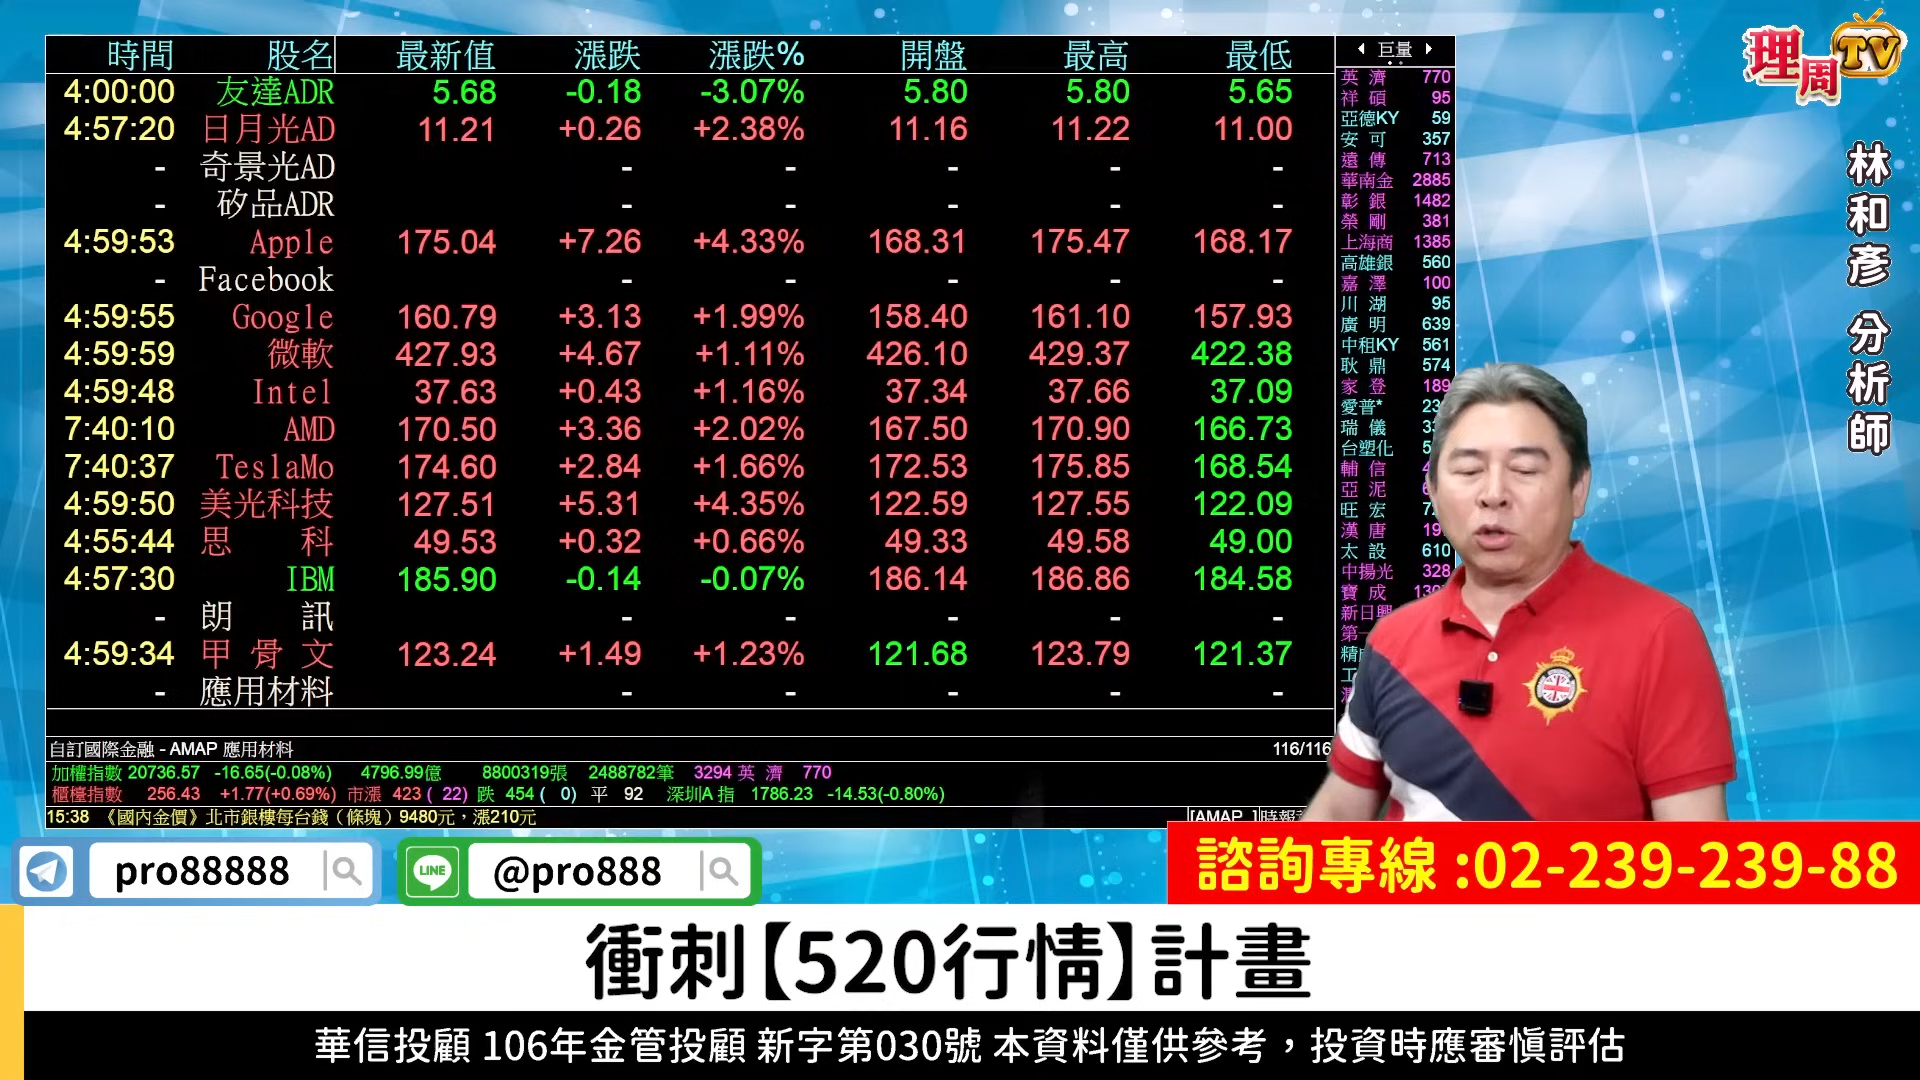 時間 股名 最新值 漲跌 漲跌% 開盤 最高 最低
4:00:00 友達ADR 5.68 -0.18 -3.07% 5.80 5.80 5.65
4:57:20 日月光AD 11.21 +0.26 +2.38% 11.16 11.22 11.00
- 奇景光AD - - - - -
- 矽品ADR - - - - -
4:59:53 Apple 175.04 +7.26 +4.33% 168.31 175.47 168.17
- Facebook - - - - -
4:59:55 Google 160.79 +3.13 +1.99% 158.40 161.10 157.93
4:59:59 微軟 427.93 +4.67 +1.11% 426.10 429.37 422.38
4:59:48 Intel 37.63 +0.43 +1.16% 37.34 37.66 37.09
7:40:10 AMD 170.50 +3.36 +2.02% 167.50 170.90 166.73
7:40:37 TeslaMo 174.60 +2.84 +1.66% 172.53 175.85 168.54
4:59:50 美光科技 127.51 +5.31 +4.35% 122.59 127.55 122.09
4:55:44 思科 49.53 +0.32 +0.66% 49.33 49.58 49.00
4:57:30 IBM 185.90 -0.14 -0.07% 186.14 186.86 184.58
- 朗訊 - - - - -
4:59:34 甲骨文 123.24 +1.49 +1.23% 121.68 123.79 121.37
- 應用材料 - - - - -
自訂國際金融 - AMAP 應用材料 116/116
加權指數 20736.57 -16.65(-0.08%) 4796.99億 8800319張 2488782筆 3294 英濟 770
櫃檯指數 256.43 +1.77(+0.69%) 市漲 423 ( 22) 跌 454 ( 0) 平 92 深圳A指 1786.23 -14.53(-0.80%)
15:38 《國內金價》北市銀樓每台錢（條塊）9480元，漲210元
[AMAP ]時報
巨量
英濟 770
祥碩 95
亞德KY 59
安可 357
遠傳 713
華南金 2885
彰銀 1482
榮剛 381
上海商 1385
高雄銀 560
嘉澤 100
川湖 95
廣明 639
中租KY 561
耿鼎 574
家登 189
愛普*
瑞儀
台塑化
輔信
亞泥
旺宏
漢唐
太設 610
中揚光 328
寶成
新日興
理周TV
林和彥 分析師
pro88888
LINE
@pro888
諮詢專線 :02-239-239-88
衝刺【520行情】計畫
華信投顧 106年金管投顧 新字第030號 本資料僅供參考，投資時應審慎評估